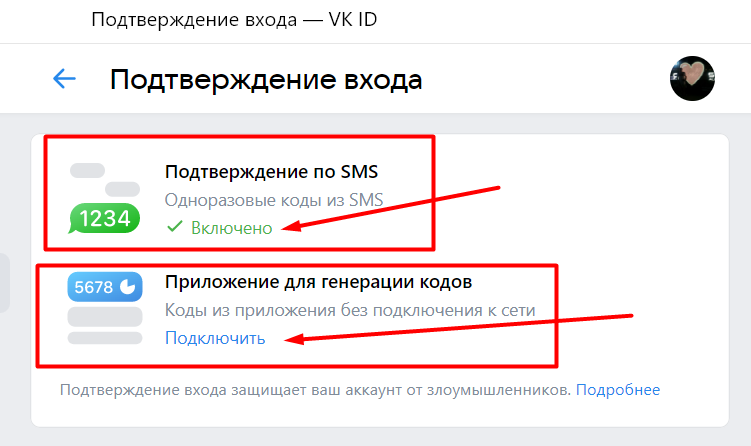 Подтверждение входа — VK ID
Подтверждение входа
Подтверждение по SMS
Одноразовые коды из SMS
1234
Включено
5678
Приложение для генерации кодов
Коды из приложения без подключения к сети
Подключить
Подтверждение входа защищает ваш аккаунт от злоумышленников. Подробнее